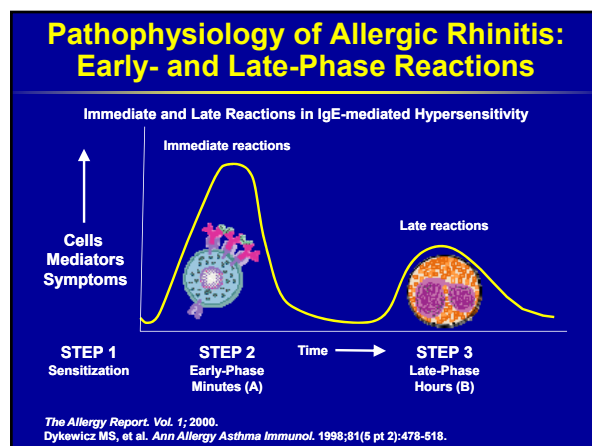 Pathophysiology of Allergic Rhinitis:
Early- and Late-Phase Reactions
Immediate and Late Reactions in IgE-mediated Hypersensitivity
Immediate reactions
Late reactions
Cells
Mediators
Symptoms
STEP 1
Sensitization
STEP 2
Early-Phase
Minutes (A)
Time
STEP 3
Late-Phase
Hours (B)
The Allergy Report. Vol. 1; 2000.
Dykewicz MS, et al. Ann Allergy Asthma Immunol. 1998;81(5 pt 2):478-518.